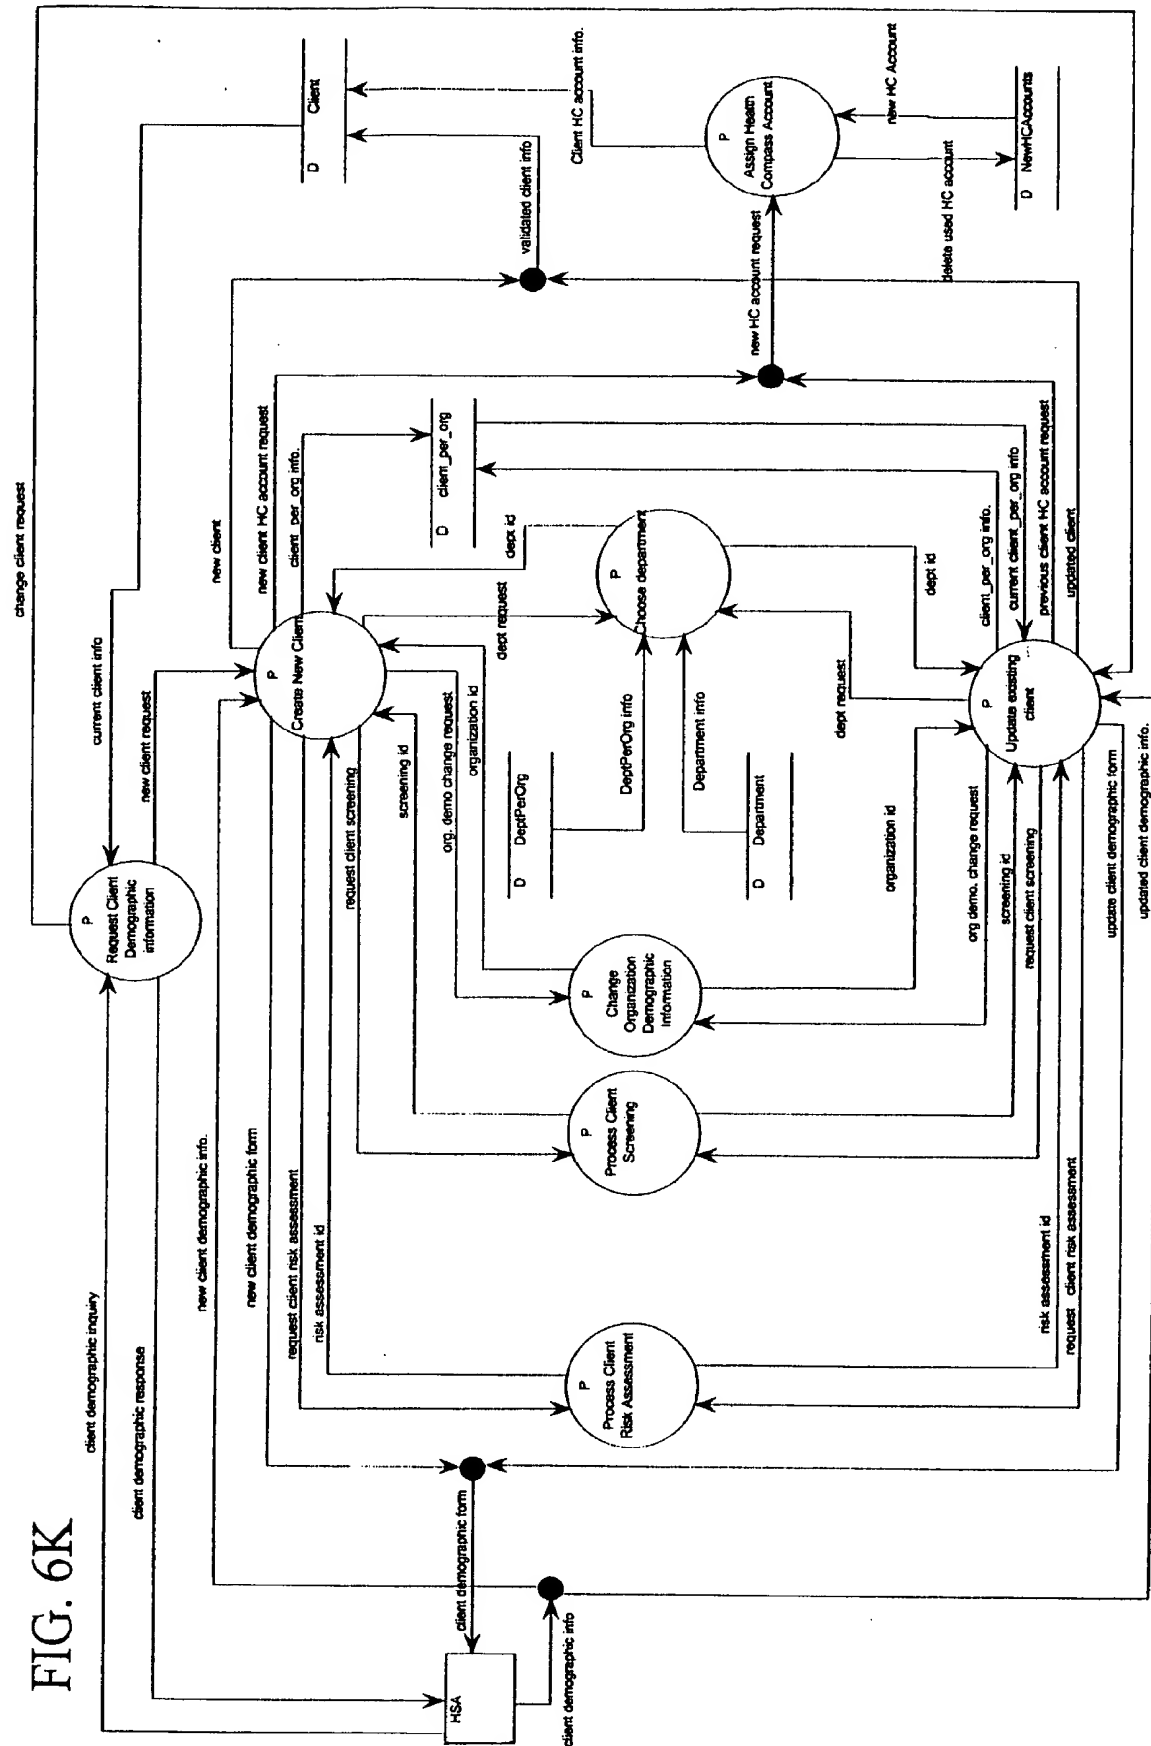 FIG. 6K
change client request
D Client
Client HC account info.
validated client info
P
Assign Health
Compass Account
new HC Account
D NewHCAccounts
delete used HC account
new HC account request
new client
new client HC account request
client_per_org info.
D client_per_org
current client info
new client request
P
Request Client
Demographic
information
P
Create New Client
dept id
dept request
P
Choose department
dept id
client_per_org info.
current client_per_org info
previous client HC account request
updated client
request client screening
screening id
org. demo change request
organization id
D DeptPerOrg
DeptPerOrg info
Department info
D Department
dept request
P
Update existing
client
organization id
org demo. change request
screening id
request client screening
update client demographic form
updated client demographic info.
P
Change
Organization
Demographic
Information
P
Process Client
Screening
client demographic inquiry
client demographic response
new client demographic info.
new client demographic form
request client risk assessment
risk assessment id
P
Process Client
Risk Assessment
risk assessment id
request client risk assessment
client demographic form
HSA
client demographic info